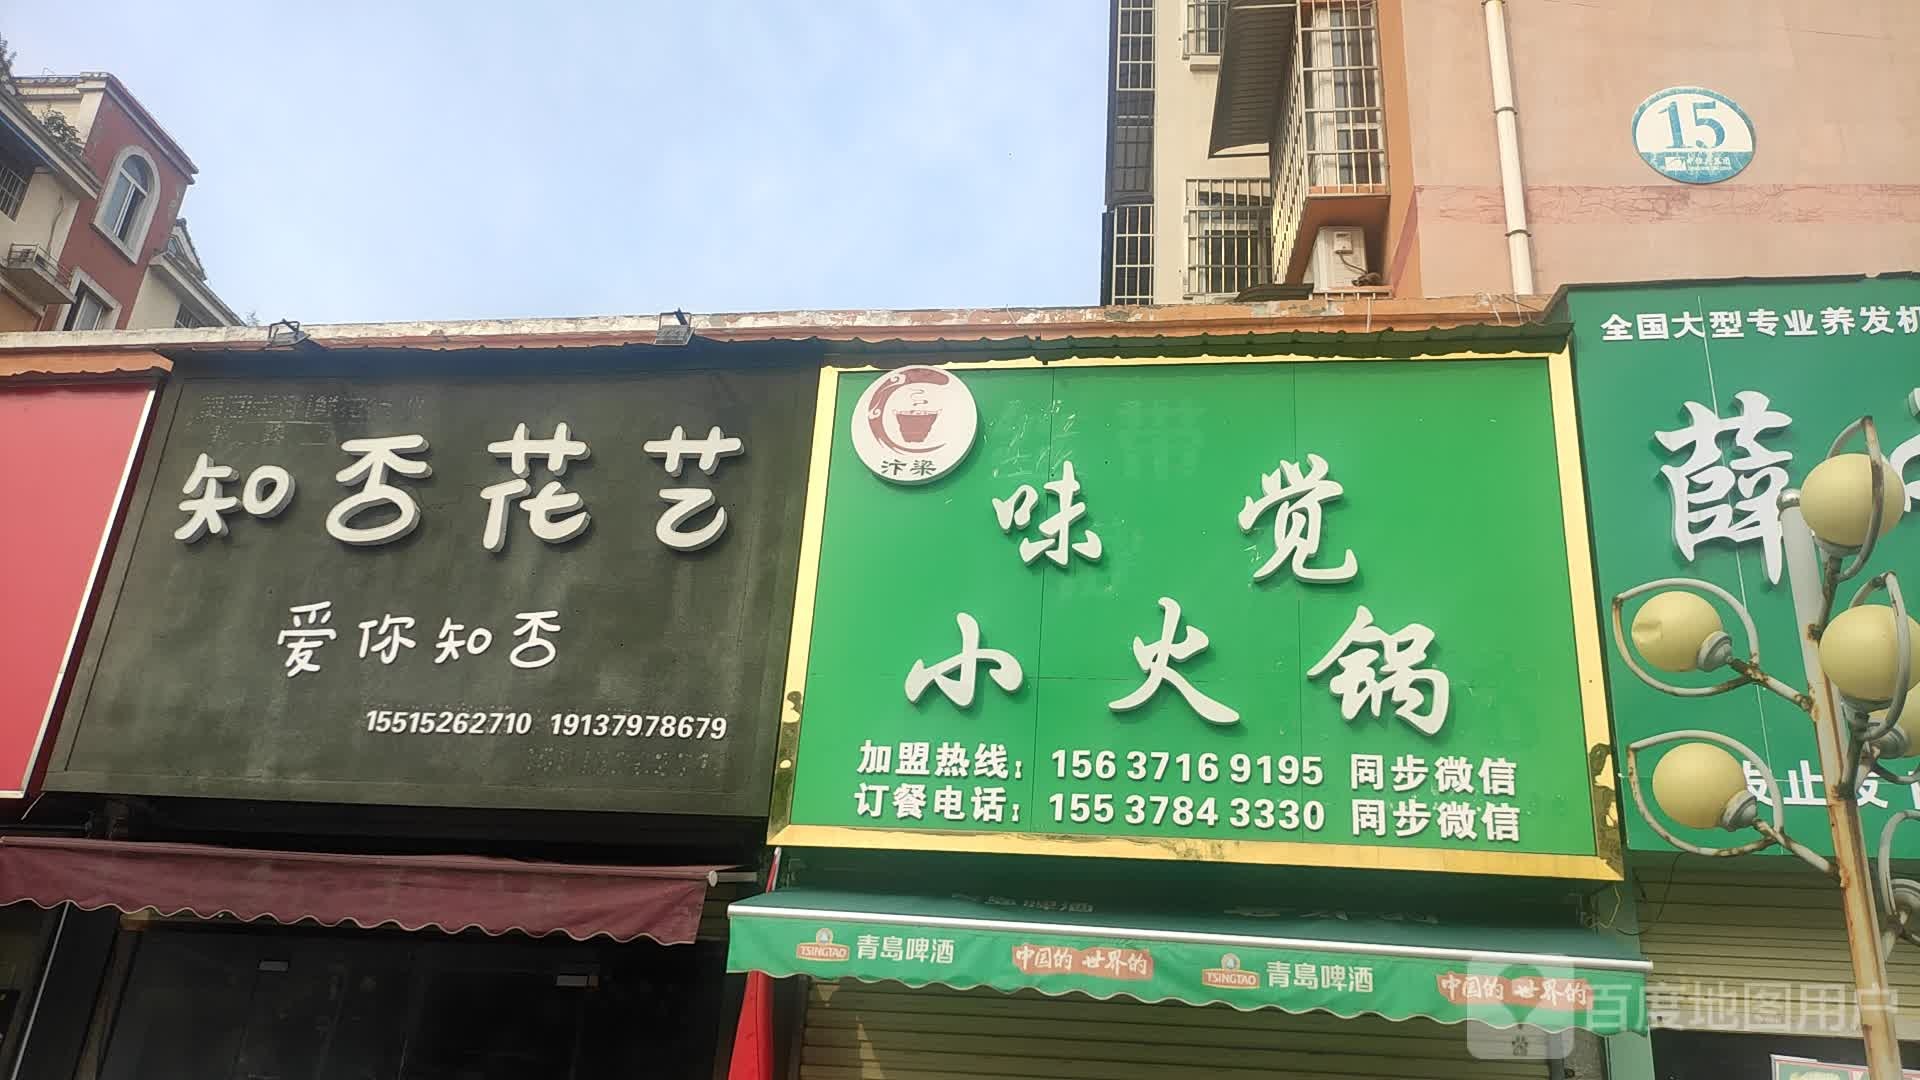 15
全国大型专业养发机
薛
知否花艺
爱你知否
15515262710 19137978679
汴梁
味觉
小火锅
加盟热线： 156 3716 9195 同步微信
订餐电话： 155 3784 3330 同步微信
TSINGTAO 青島啤酒 中国的 世界的 TSINGTAO 青島啤酒 中国的 世界的
百度地图用户